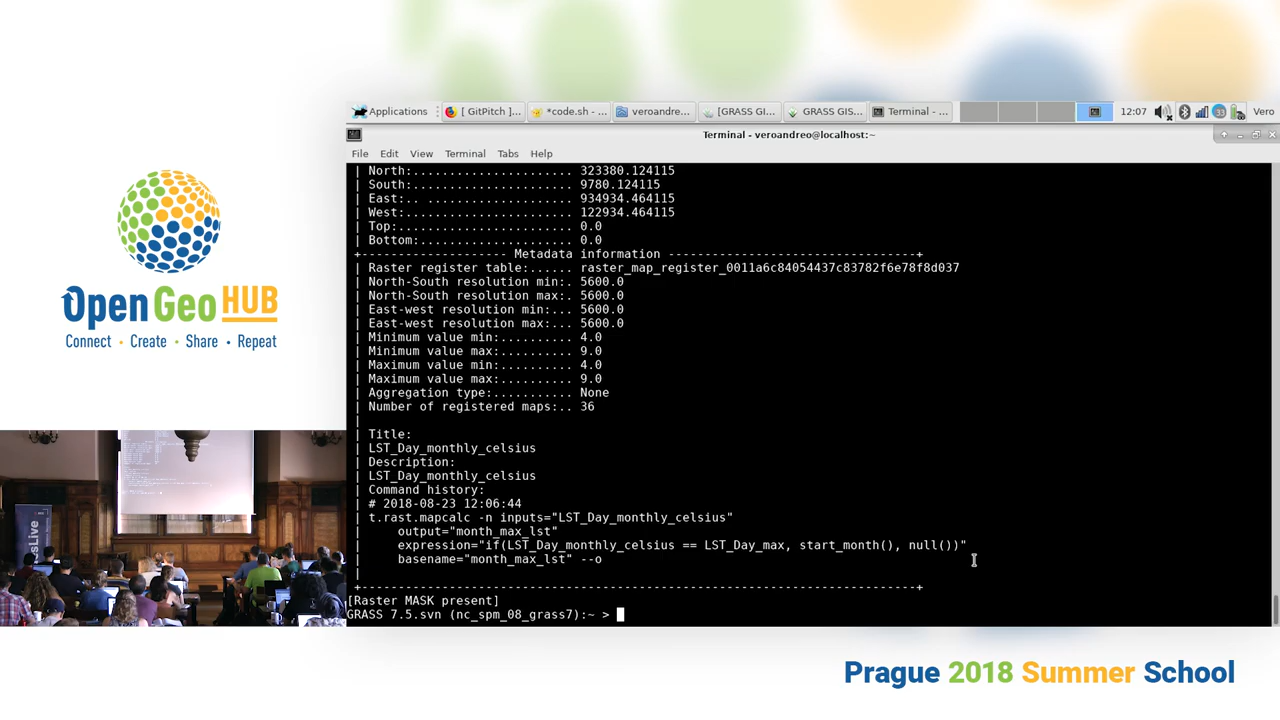 Applications
[ GitPitch ]...
*code.sh - ...
veroandre...
[GRASS GI...
GRASS GIS...
Terminal - ...
12:07
33
Vero
Terminal - veroandreo@localhost:~
File Edit View Terminal Tabs Help
| North:...................... 323380.124115
| South:...................... 9780.124115
| East:.. .................... 934934.464115
| West:....................... 122934.464115
| Top:........................ 0.0
| Bottom:..................... 0.0
+-------------------- Metadata information -----------------------------------+
| Raster register table:...... raster_map_register_0011a6c84054437c83782f6e78f8d037
| North-South resolution min:. 5600.0
| North-South resolution max:. 5600.0
| East-west resolution min:... 5600.0
| East-west resolution max:... 5600.0
| Minimum value min:.......... 4.0
| Minimum value max:.......... 9.0
| Maximum value min:.......... 4.0
| Maximum value max:.......... 9.0
| Aggregation type:........... None
| Number of registered maps:.. 36
|
| Title:
| LST_Day_monthly_celsius
| Description:
| LST_Day_monthly_celsius
| Command history:
| # 2018-08-23 12:06:44
| t.rast.mapcalc -n inputs="LST_Day_monthly_celsius"
|     output="month_max_lst"
|     expression="if(LST_Day_monthly_celsius == LST_Day_max, start_month(), null())"
|     basename="month_max_lst" --o
|
+----------------------------------------------------------------------------+
[Raster MASK present]
GRASS 7.5.svn (nc_spm_08_grass7):~ >
OpenGeoHUB
Connect • Create • Share • Repeat
Prague 2018 Summer School